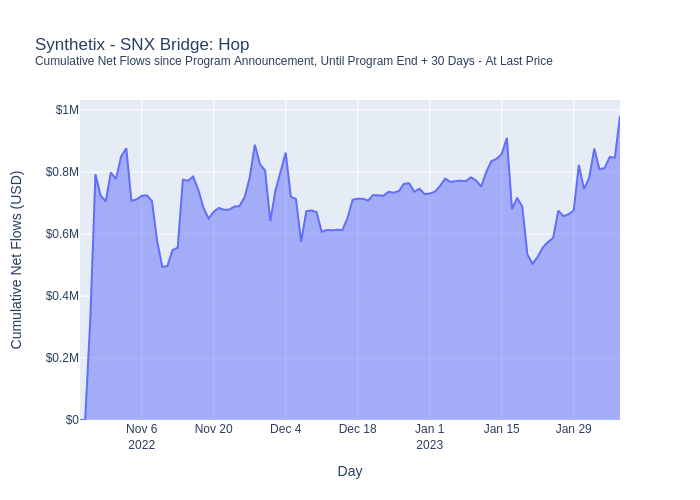 Synthetix - SNX Bridge: Hop
Cumulative Net Flows since Program Announcement, Until Program End + 30 Days - At Last Price
Cumulative Net Flows (USD)
$1M
$0.8M
$0.6M
$0.4M
$0.2M
$0
Nov 6 Nov 20 Dec 4 Dec 18 Jan 1 Jan 15 Jan 29
2022 2023
Day